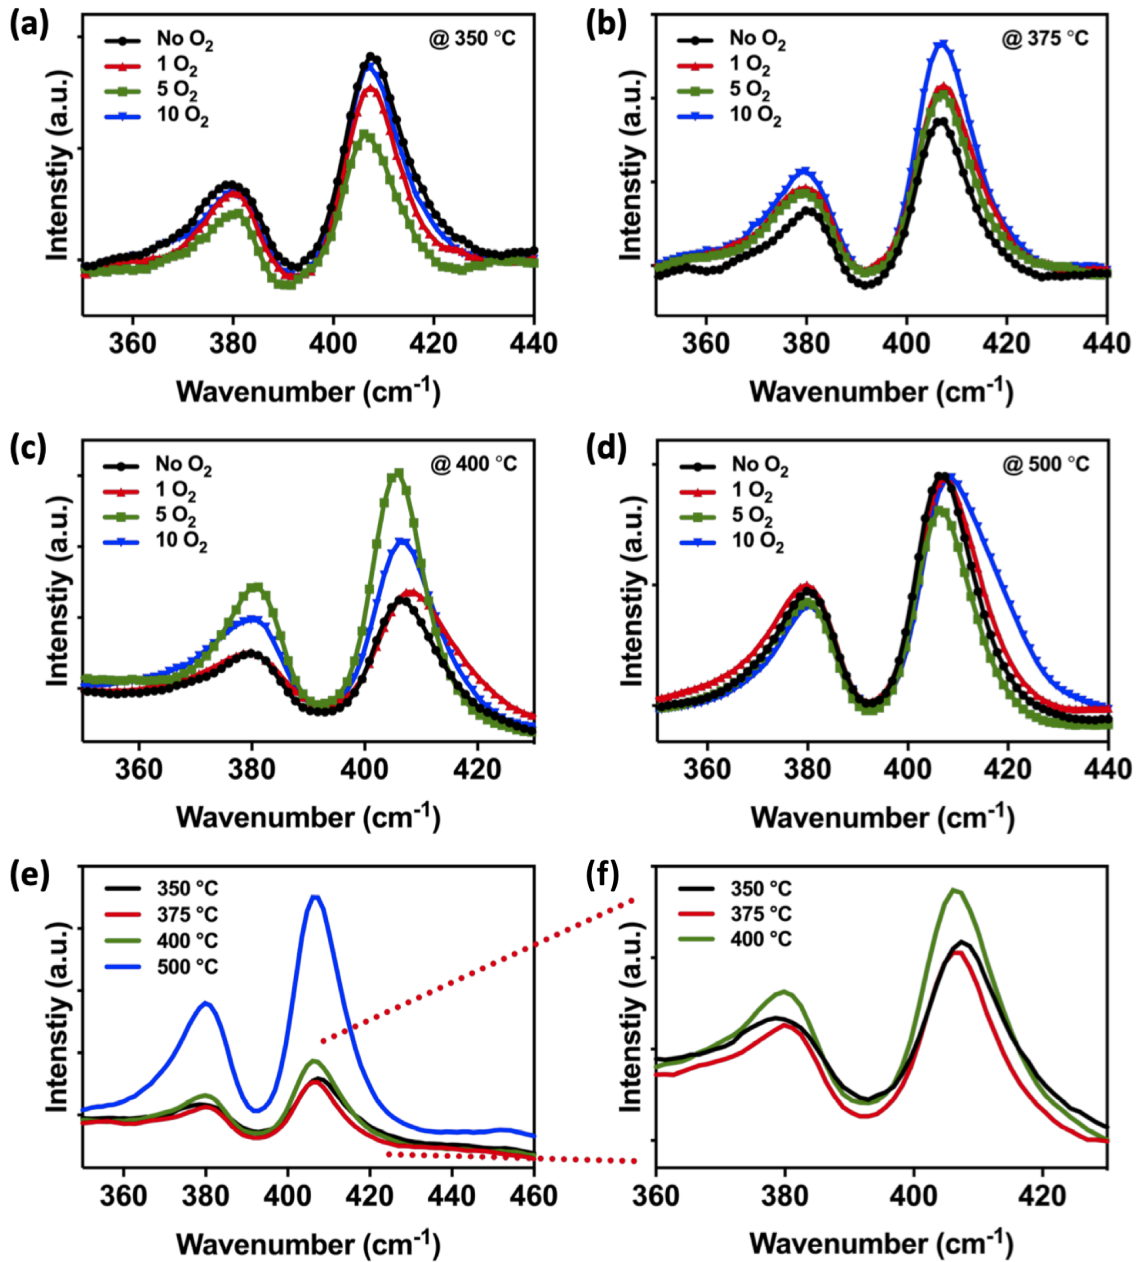 (a)
No O2
1 O2
5 O2
10 O2
@ 350 °C
Intenstiy (a.u.)
360 380 400 420 440
Wavenumber (cm-1)
(b)
No O2
1 O2
5 O2
10 O2
@ 375 °C
Intenstiy (a.u.)
360 380 400 420 440
Wavenumber (cm-1)
(c)
No O2
1 O2
5 O2
10 O2
@ 400 °C
Intenstiy (a.u.)
360 380 400 420
Wavenumber (cm-1)
(d)
No O2
1 O2
5 O2
10 O2
@ 500 °C
Intenstiy (a.u.)
360 380 400 420 440
Wavenumber (cm-1)
(e)
350 °C
375 °C
400 °C
500 °C
Intenstiy (a.u.)
360 380 400 420 440 460
Wavenumber (cm-1)
(f)
350 °C
375 °C
400 °C
Intenstiy (a.u.)
360 380 400 420
Wavenumber (cm-1)